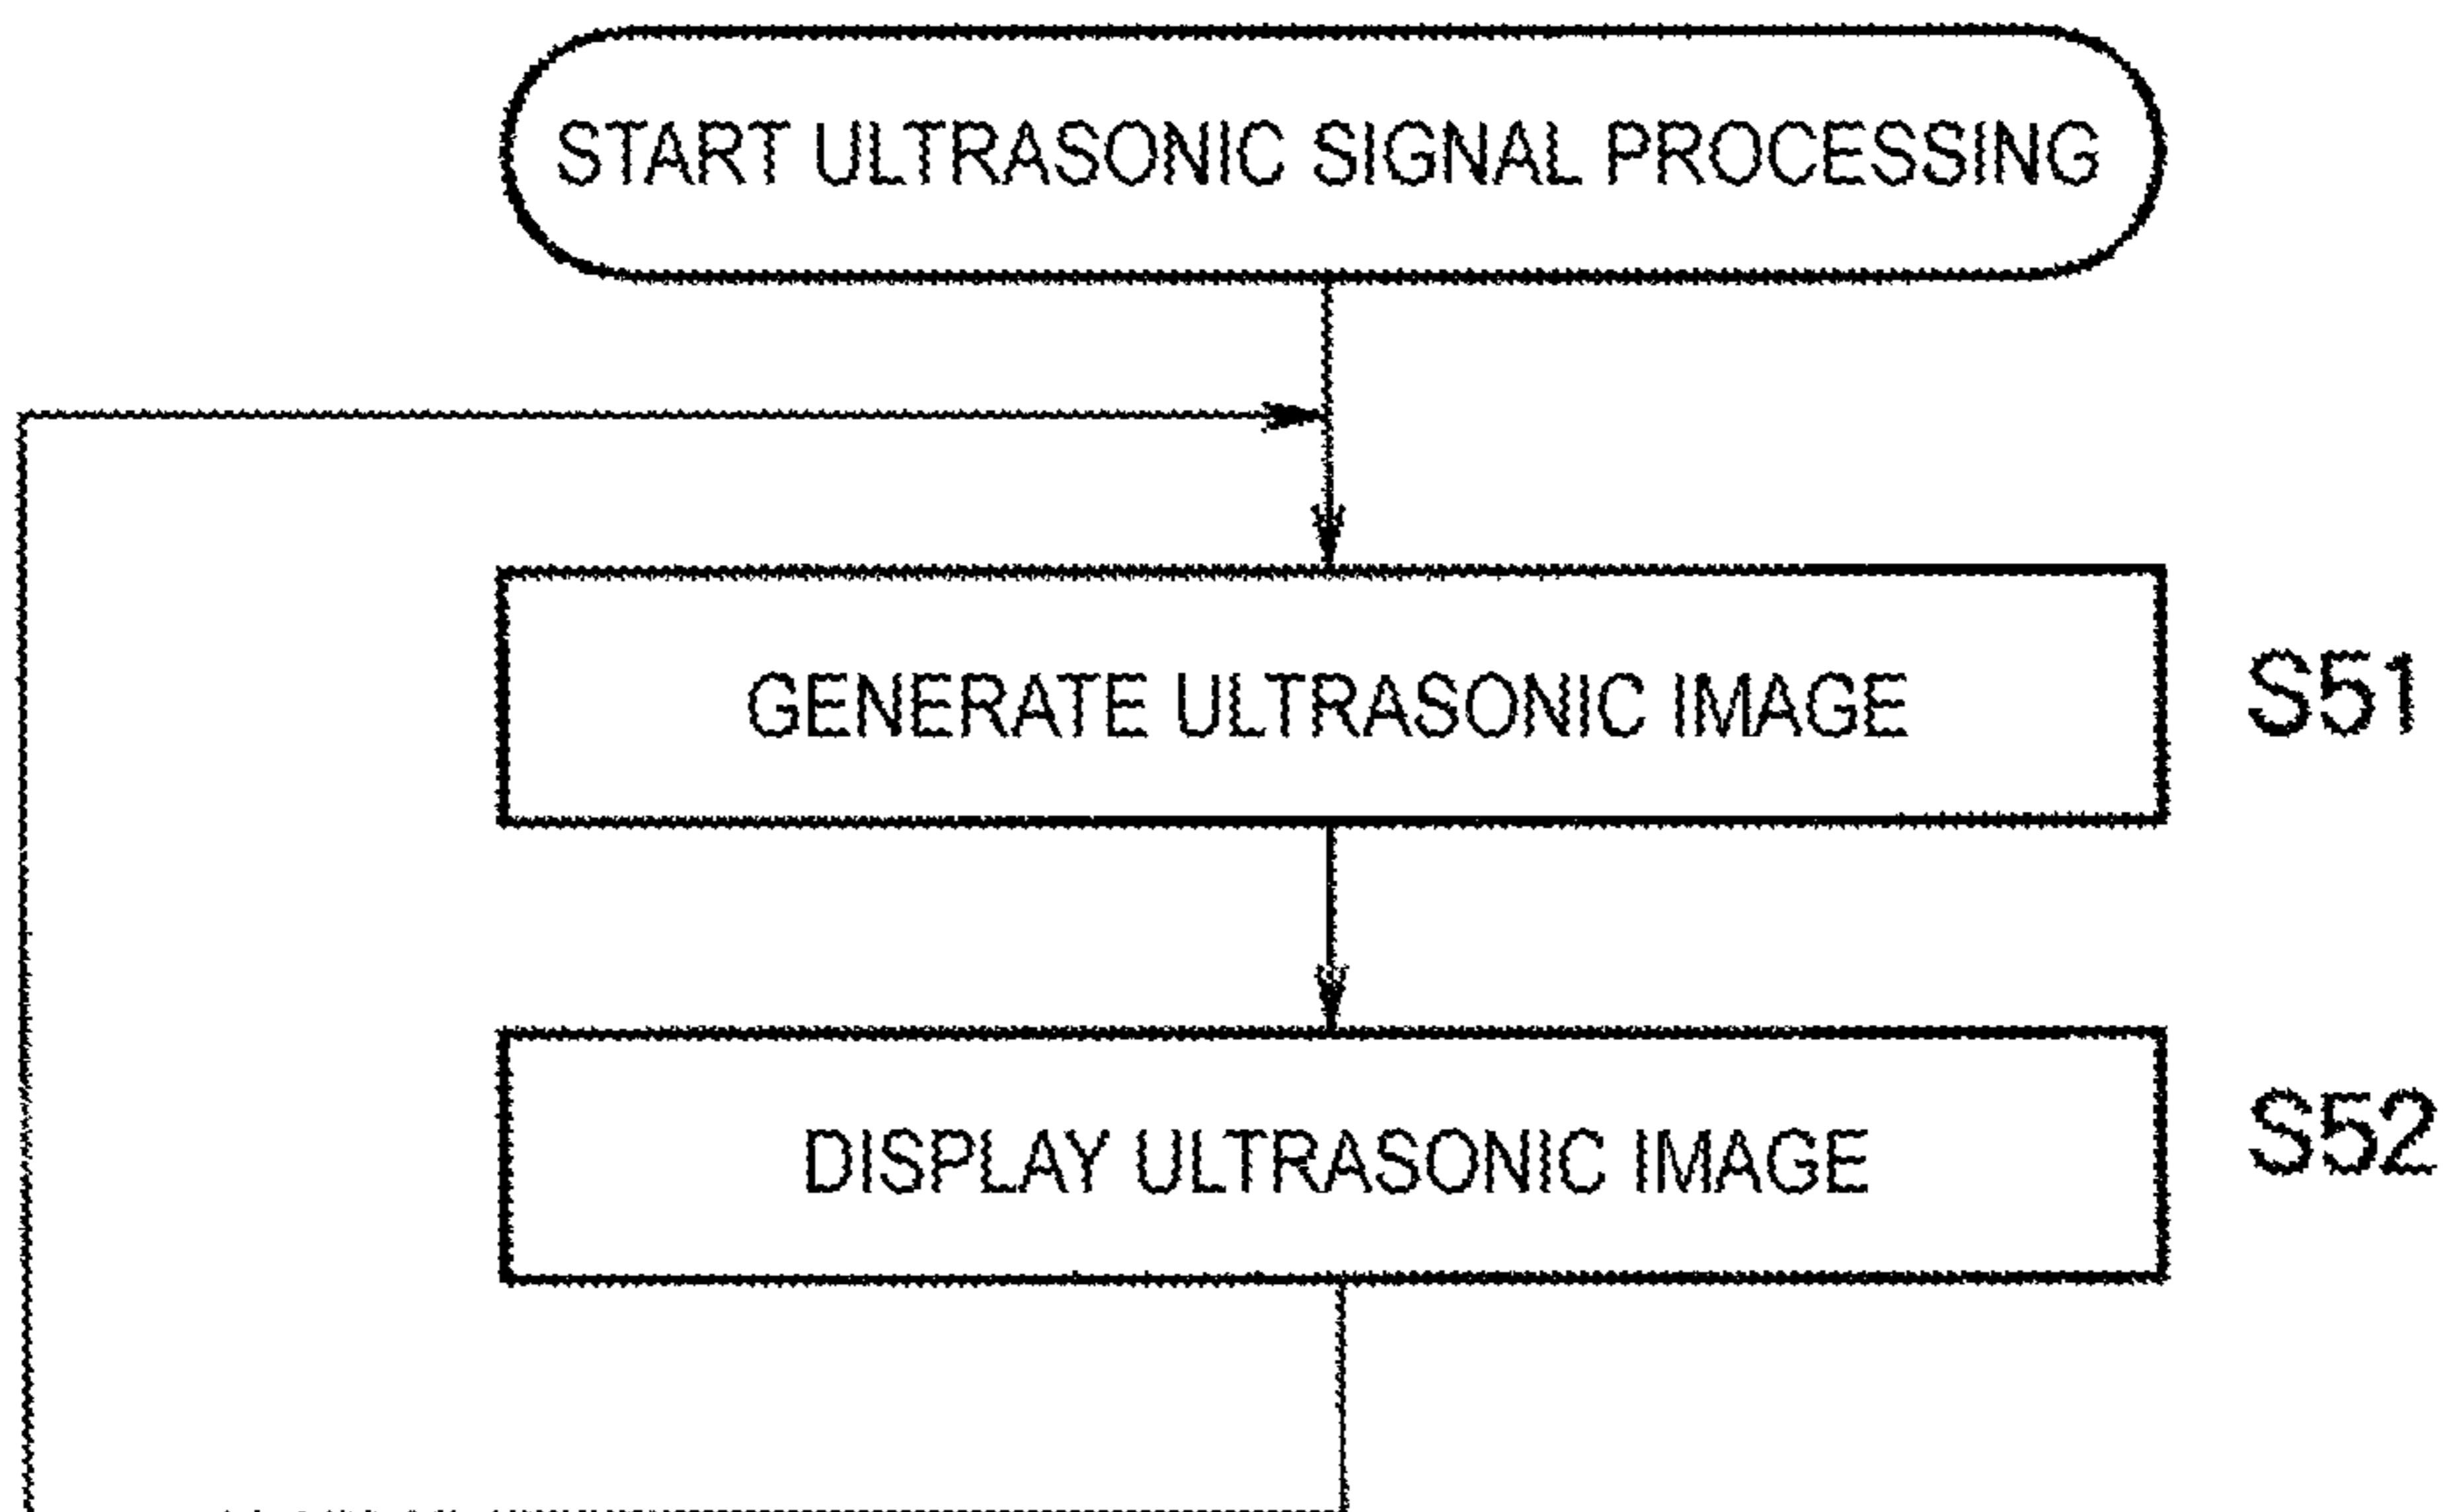 START ULTRASONIC SIGNAL PROCESSING
GENERATE ULTRASONIC IMAGE
S51
DISPLAY ULTRASONIC IMAGE
S52